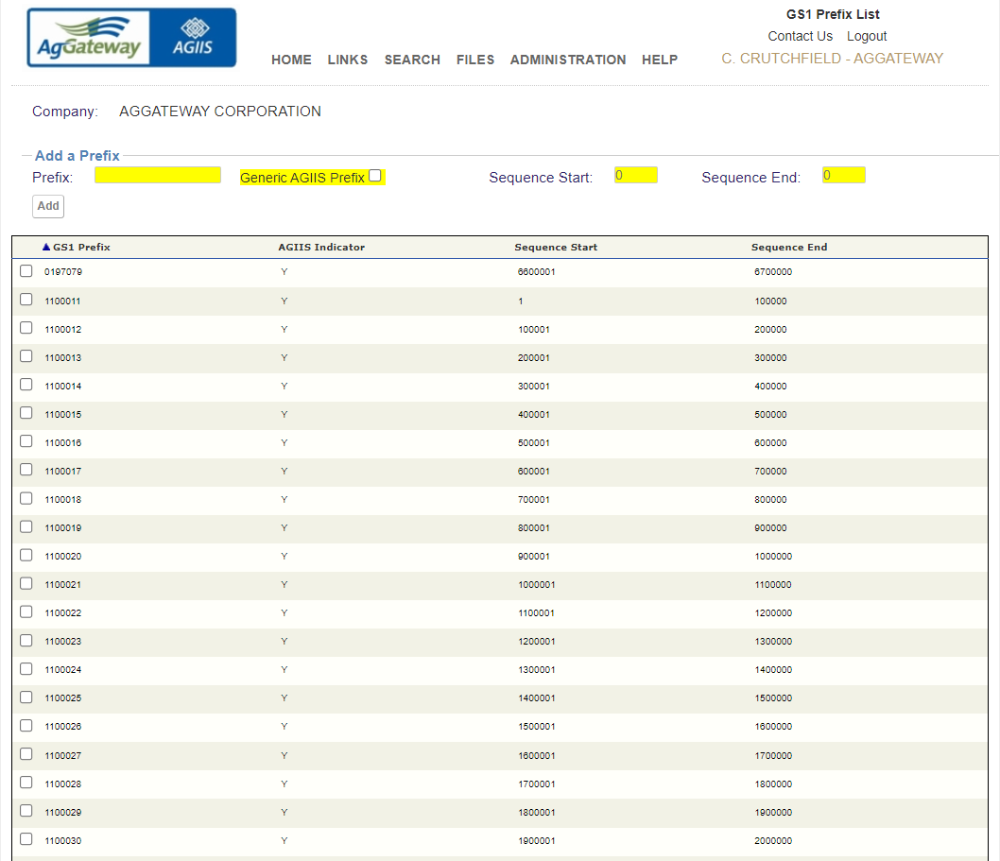 AgGateway AGIIS
GS1 Prefix List
Contact Us Logout
HOME LINKS SEARCH FILES ADMINISTRATION HELP C. CRUTCHFIELD - AGGATEWAY
Company: AGGATEWAY CORPORATION
Add a Prefix
Prefix: Generic AGIIS Prefix Sequence Start: 0 Sequence End: 0
Add
GS1 Prefix AGIIS Indicator Sequence Start Sequence End
0197079 Y 6600001 6700000
1100011 Y 1 100000
1100012 Y 100001 200000
1100013 Y 200001 300000
1100014 Y 300001 400000
1100015 Y 400001 500000
1100016 Y 500001 600000
1100017 Y 600001 700000
1100018 Y 700001 800000
1100019 Y 800001 900000
1100020 Y 900001 1000000
1100021 Y 1000001 1100000
1100022 Y 1100001 1200000
1100023 Y 1200001 1300000
1100024 Y 1300001 1400000
1100025 Y 1400001 1500000
1100026 Y 1500001 1600000
1100027 Y 1600001 1700000
1100028 Y 1700001 1800000
1100029 Y 1800001 1900000
1100030 Y 1900001 2000000